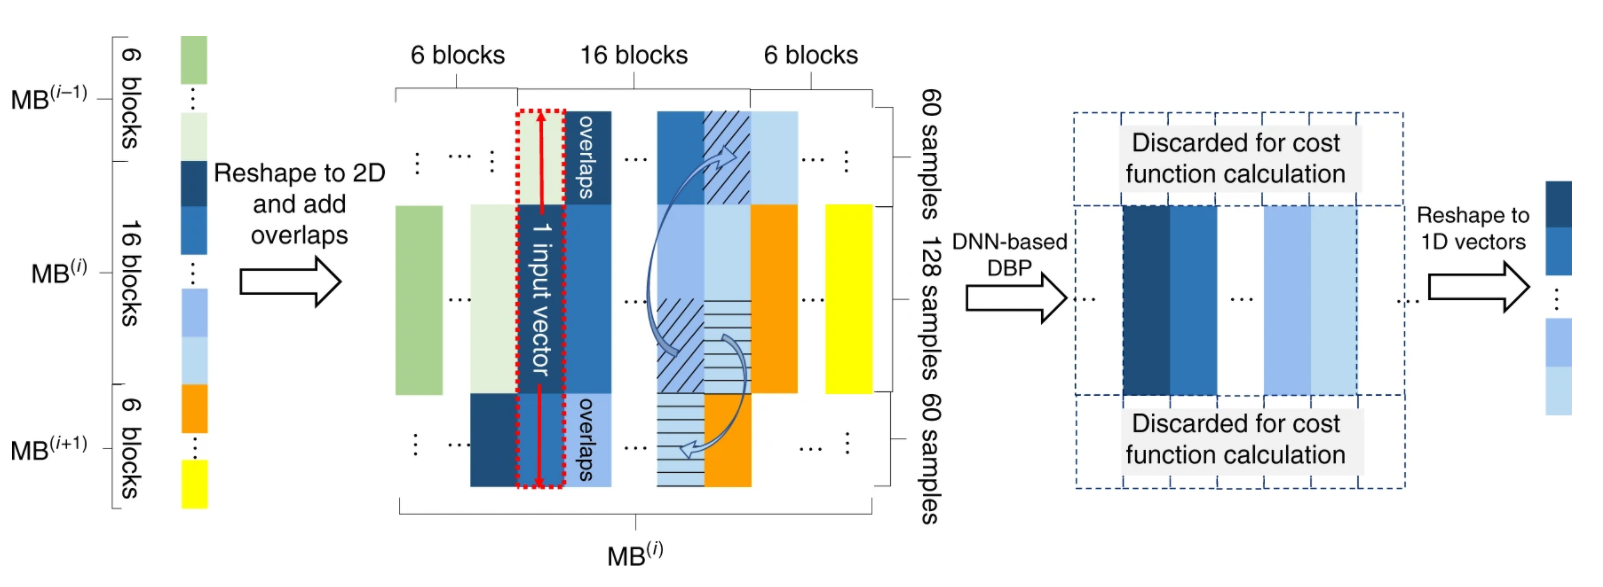 6 blocks
MB(i−1)
16 blocks
MB(i)
6 blocks
MB(i+1)
Reshape to 2D
and add
overlaps
6 blocks
16 blocks
6 blocks
overlaps
1 input vector
overlaps
60 samples
128 samples
60 samples
MB(i)
DNN-based
DBP
Discarded for cost
function calculation
Discarded for cost
function calculation
Reshape to
1D vectors